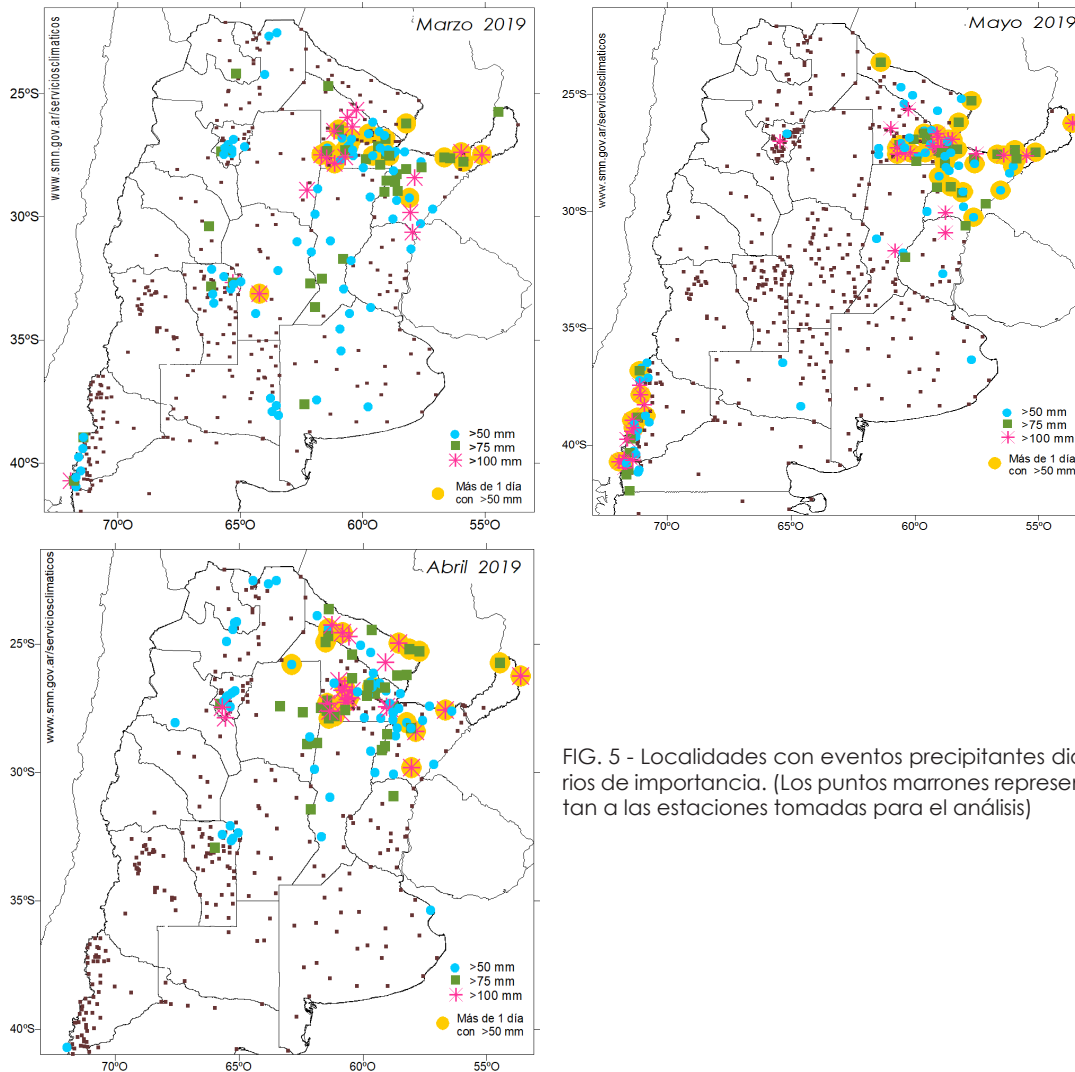 Marzo 2019
www.smn.gov.ar/serviciosclimaticos
25ºS
30ºS
35ºS
40ºS
>50 mm
>75 mm
>100 mm
Más de 1 día
con >50 mm
70ºO
65ºO
60ºO
55ºO
Mayo 2019
www.smn.gov.ar/serviciosclimaticos
25ºS
30ºS
35ºS
40ºS
>50 mm
>75 mm
>100 mm
Más de 1 día
con >50 mm
70ºO
65ºO
60ºO
55ºO
Abril 2019
www.smn.gov.ar/serviciosclimaticos
25ºS
30ºS
35ºS
40ºS
>50 mm
>75 mm
>100 mm
Más de 1 día
con >50 mm
70ºO
65ºO
60ºO
55ºO
FIG. 5 - Localidades con eventos precipitantes dia
rios de importancia. (Los puntos marrones represen
tan a las estaciones tomadas para el análisis)